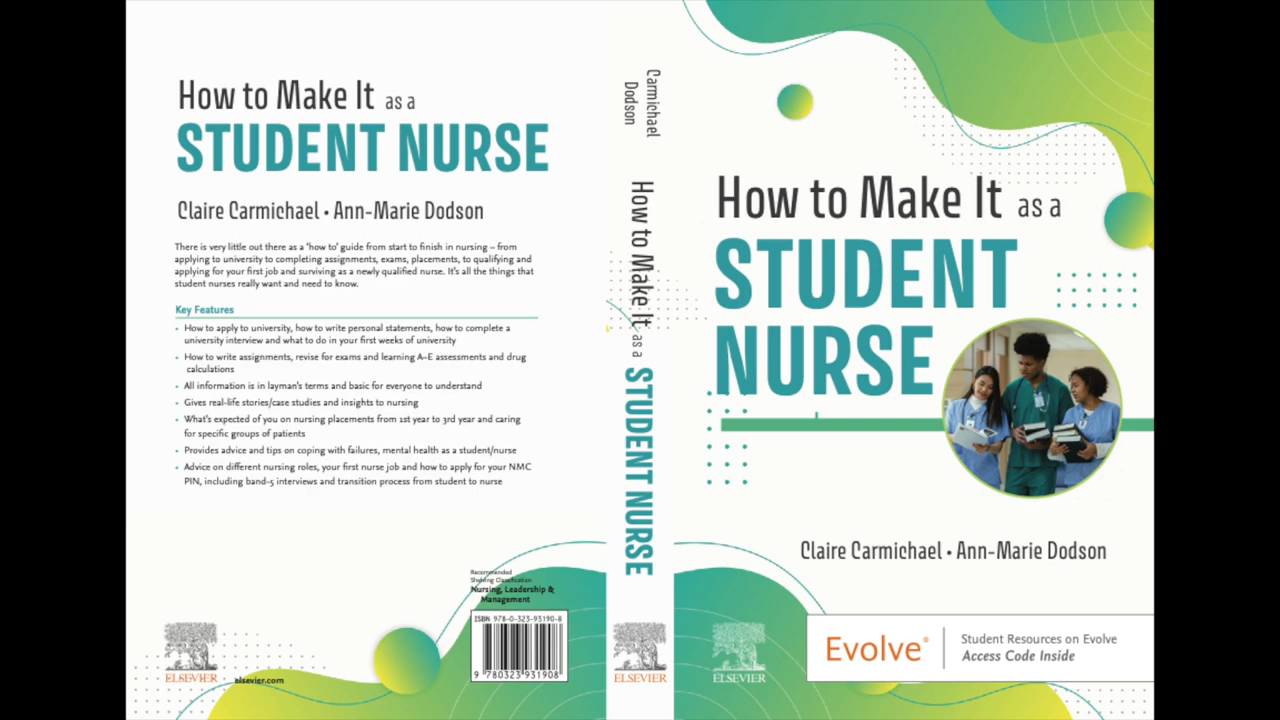 How to Make It as a
STUDENT NURSE
Claire Carmichael • Ann-Marie Dodson
There is very little out there as a ‘how to’ guide from start to finish in nursing – from
applying to university to completing assignments, exams, placements, to qualifying and
applying for your first job and surviving as a newly qualified nurse. It’s all the things that
student nurses really want and need to know.
Key Features
• How to apply to university, how to write personal statements, how to complete a
university interview and what to do in your first weeks of university
• How to write assignments, revise for exams and learning A–E assessments and drug
calculations
• All information is in layman’s terms and basic for everyone to understand
• Gives real-life stories/case studies and insights to nursing
• What’s expected of you on nursing placements from 1st year to 3rd year and caring
for specific groups of patients
• Provides advice and tips on coping with failures, mental health as a student/nurse
• Advice on different nursing roles, your first nurse job and how to apply for your NMC
PIN, including band-5 interviews and transition process from student to nurse
Recommended
Shelving Classification
Nursing, Leadership &
Management
ISBN 978-0-323-93190-8
9 780323 931908
ELSEVIER
elsevier.com
Carmichael
Dodson
How to Make It as a STUDENT NURSE
ELSEVIER
How to Make It as a
STUDENT
NURSE
Claire Carmichael • Ann-Marie Dodson
ELSEVIER
Evolve®
Student Resources on Evolve
Access Code Inside